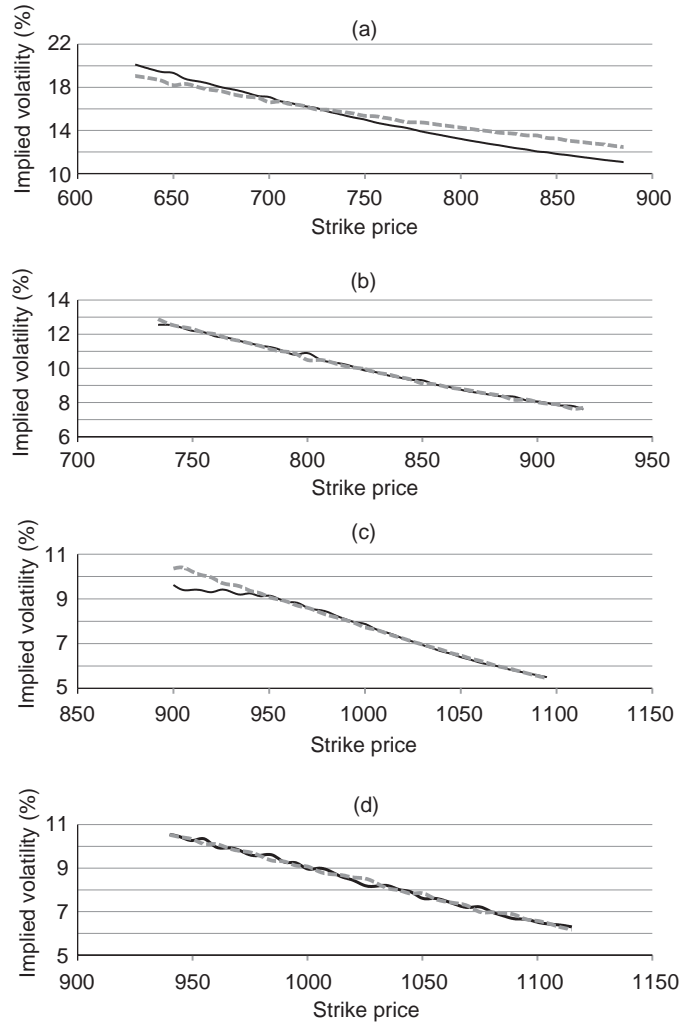 (a)
Implied volatility (%)
22
18
14
10
600 650 700 750 800 850 900
Strike price
(b)
Implied volatility (%)
14
12
10
8
6
700 750 800 850 900 950
Strike price
(c)
Implied volatility (%)
11
9
7
5
850 900 950 1000 1050 1100 1150
Strike price
(d)
Implied volatility (%)
11
9
7
5
900 950 1000 1050 1100 1150
Strike price